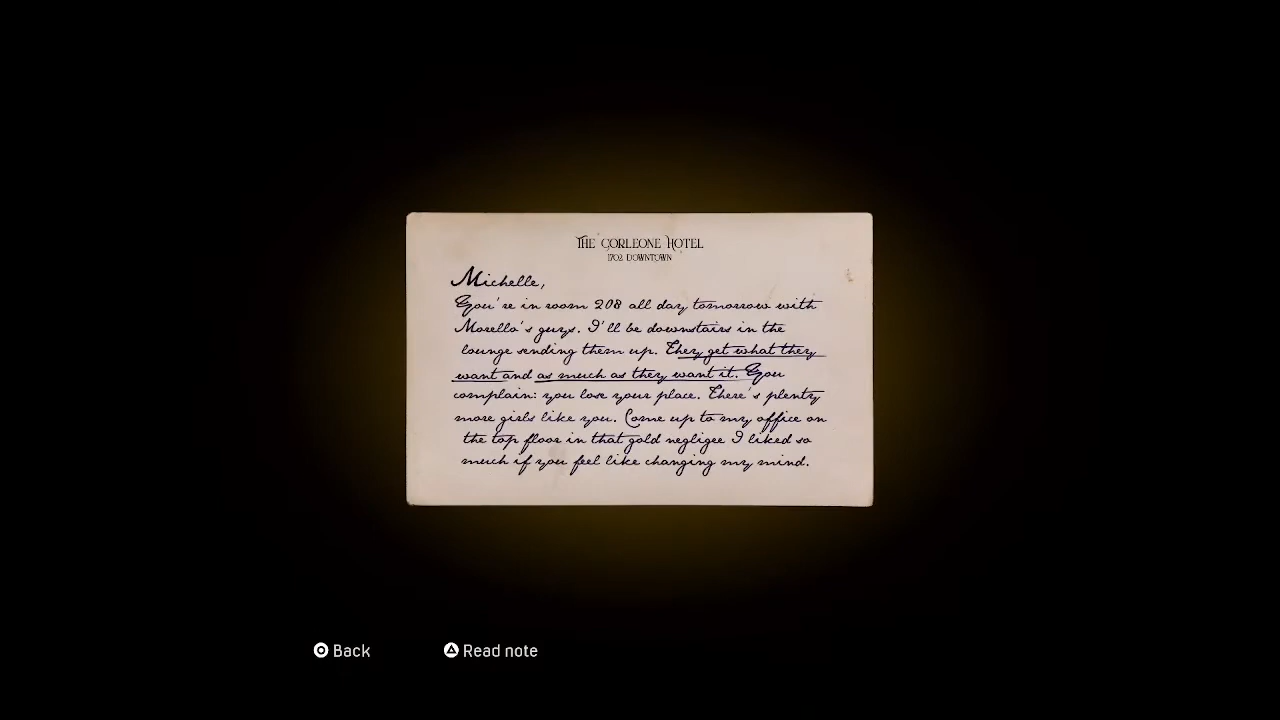 THE CORLEONE HOTEL
1702 DOWNTOWN
Michelle,
You're in room 208 all day tomorrow with
Morello's guys. I'll be downstairs in the
lounge sending them up. They get what they
want and as much as they want it. You
complain: you lose your place. There's plenty
more girls like you. Come up to my office on
the top floor in that gold negligee I liked so
much if you feel like changing my mind.
Back
Read note